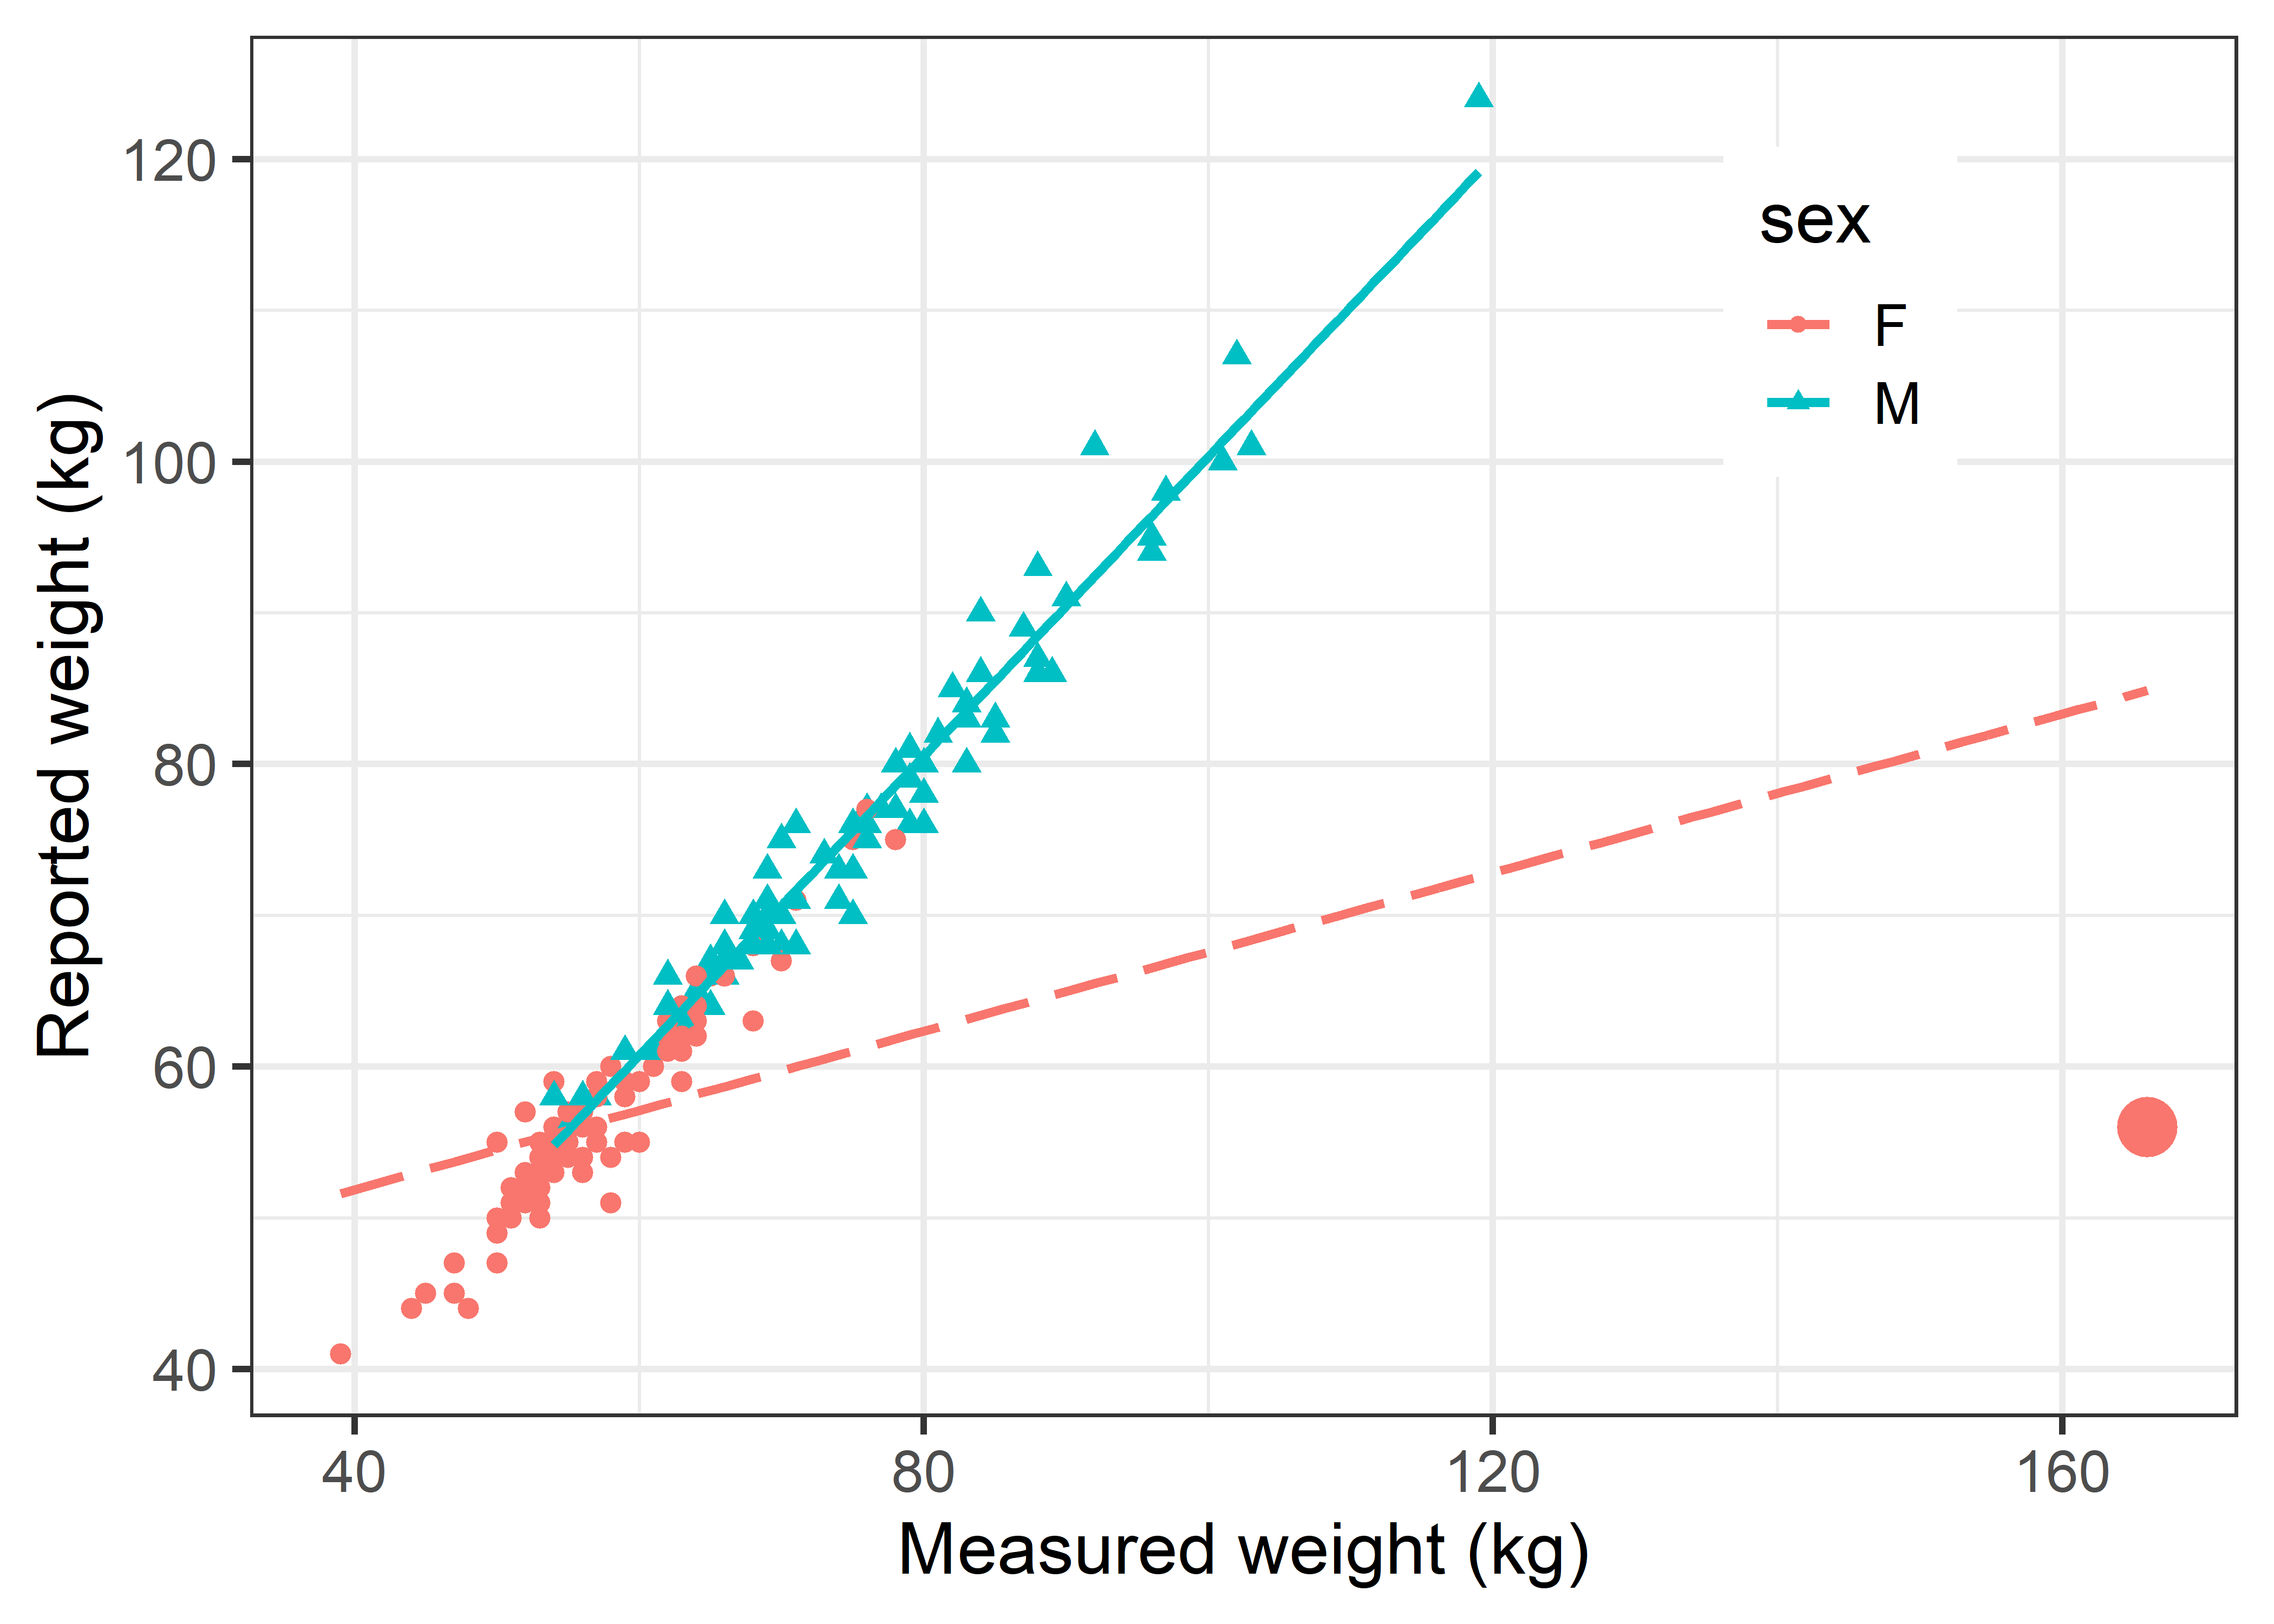 120
100
80
60
40
Reported weight (kg)
sex
F
M
40 80 120 160
Measured weight (kg)